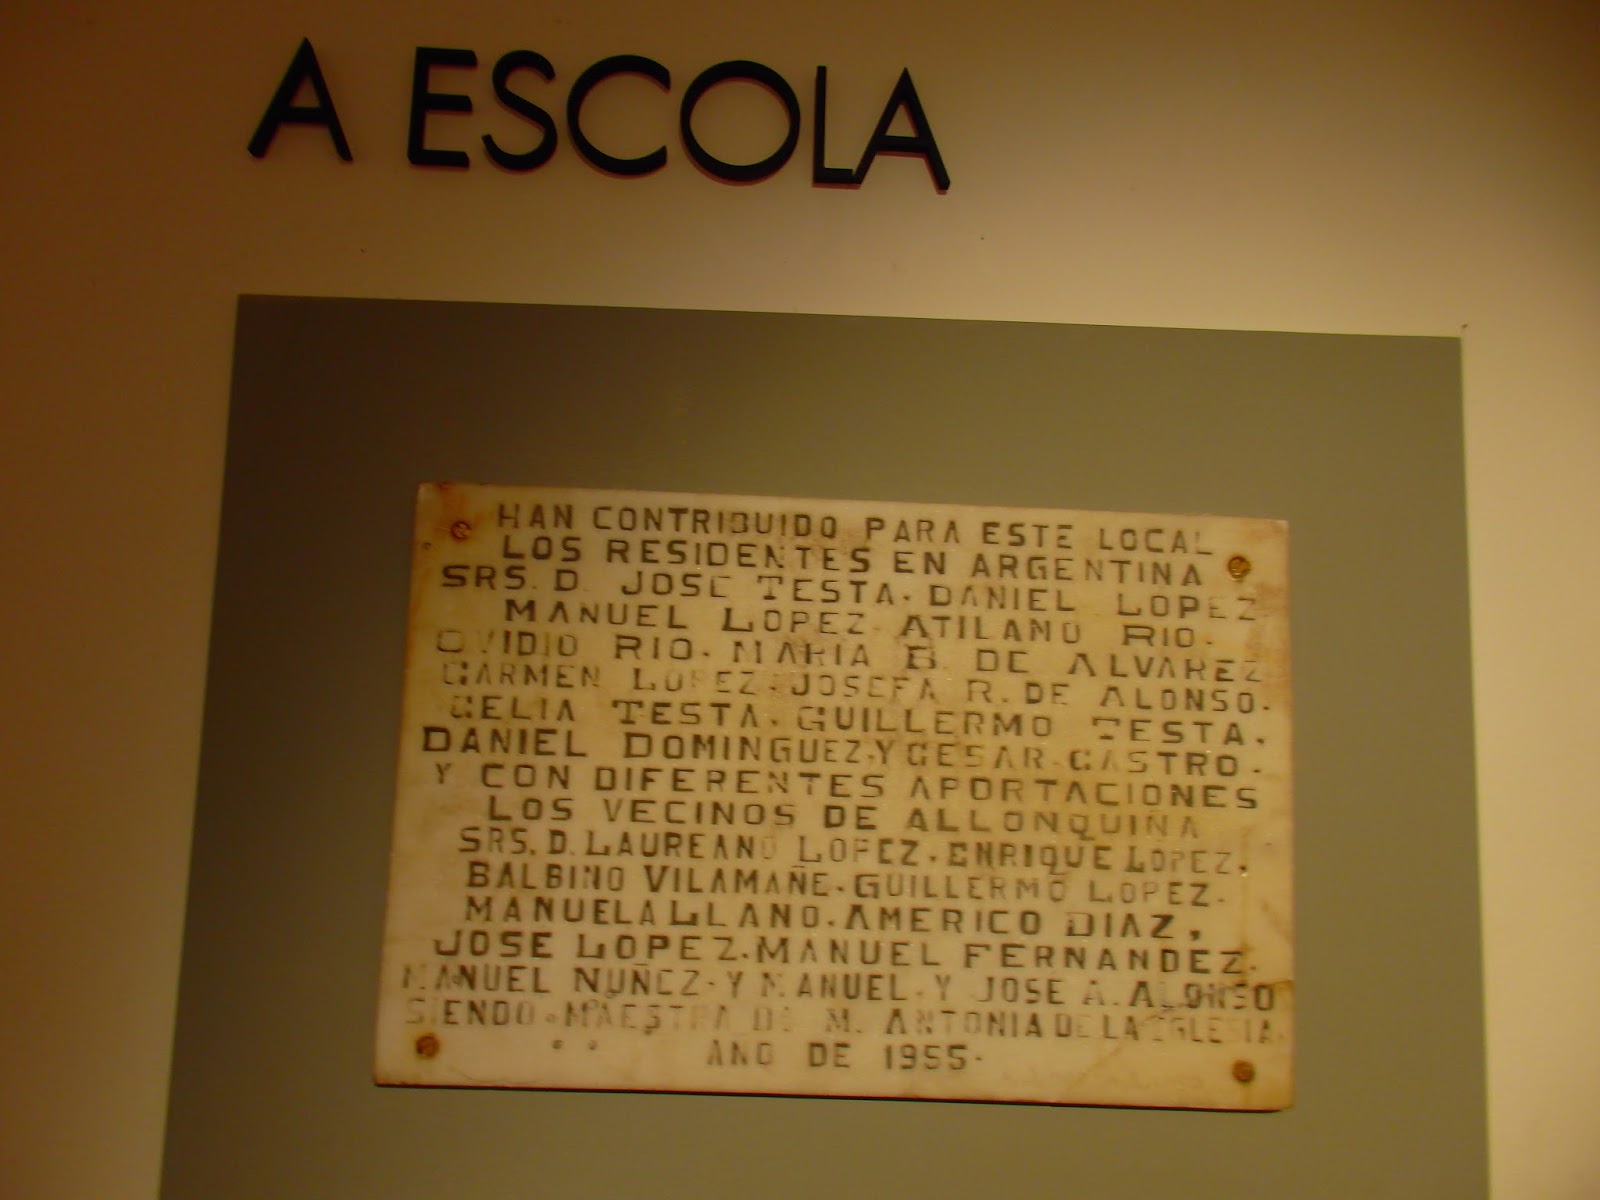 A ESCOLA
HAN CONTRIBUIDO PARA ESTE LOCAL
LOS RESIDENTES EN ARGENTINA
SRS. D. JOSE TESTA. DANIEL LOPEZ
MANUEL LOPEZ. ATILANO RIO.
OVIDIO RIO. MARIA B. DE ALVAREZ
CARMEN LOPEZ. JOSEFA R. DE ALONSO.
CELIA TESTA. GUILLERMO TESTA.
DANIEL DOMINGUEZ. Y CESAR CASTRO.
Y CON DIFERENTES APORTACIONES
LOS VECINOS DE ALLONQUIÑA
SRS. D. LAUREANO LOPEZ. ENRIQUE LOPEZ.
BALBINO VILAMAÑE. GUILLERMO LOPEZ.
MANUELA LLANO. AMERICO DIAZ,
JOSE LOPEZ. MANUEL FERNANDEZ.
MANUEL NUÑEZ. Y MANUEL. Y JOSE A. ALONSO
SIENDO. MAESTRA Dª M. ANTONIA DE LA IGLESIA.
ANO DE 1955.